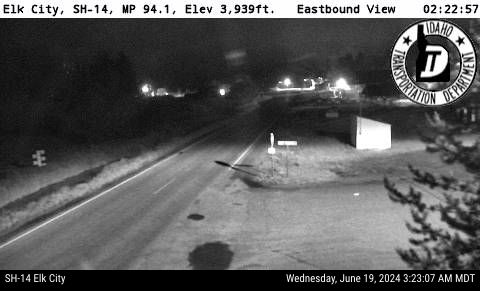 Elk City, SH-14, MP 94.1, Elev 3,939ft. Eastbound View 02:22:57
IDAHO
TRANSPORTATION DEPARTMENT
SH-14 Elk City
Wednesday, June 19, 2024 3:23:07 AM MDT